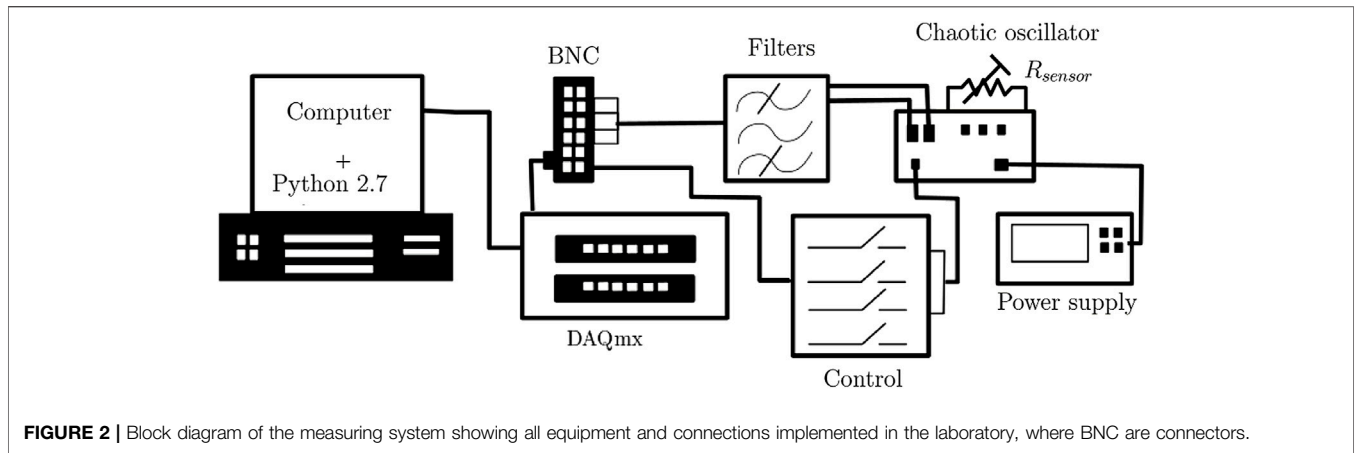 Computer
+
Python 2.7
BNC
Filters
Chaotic oscillator
R_sensor
DAQmx
Control
Power supply
FIGURE 2 | Block diagram of the measuring system showing all equipment and connections implemented in the laboratory, where BNC are connectors.